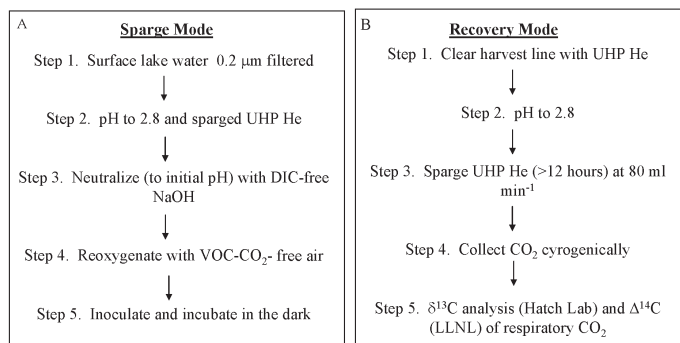 A
Sparge Mode
Step 1. Surface lake water 0.2 μm filtered
Step 2. pH to 2.8 and sparged UHP He
Step 3. Neutralize (to initial pH) with DIC-free
NaOH
Step 4. Reoxygenate with VOC-CO₂- free air
Step 5. Inoculate and incubate in the dark
B
Recovery Mode
Step 1. Clear harvest line with UHP He
Step 2. pH to 2.8
Step 3. Sparge UHP He (>12 hours) at 80 ml
min⁻¹
Step 4. Collect CO₂ cyrogenically
Step 5. δ¹³C analysis (Hatch Lab) and Δ¹⁴C
(LLNL) of respiratory CO₂